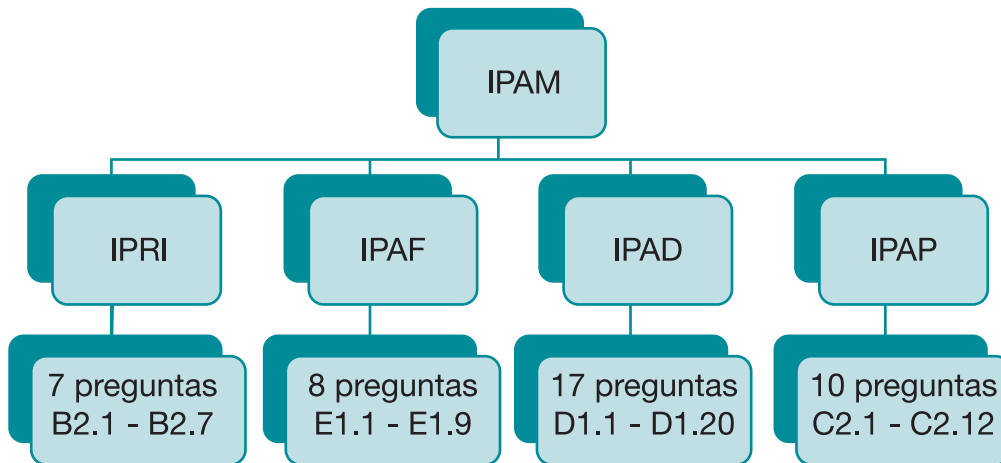 IPAM
IPRI
IPAF
IPAD
IPAP
7 preguntas
B2.1 - B2.7
8 preguntas
E1.1 - E1.9
17 preguntas
D1.1 - D1.20
10 preguntas
C2.1 - C2.12